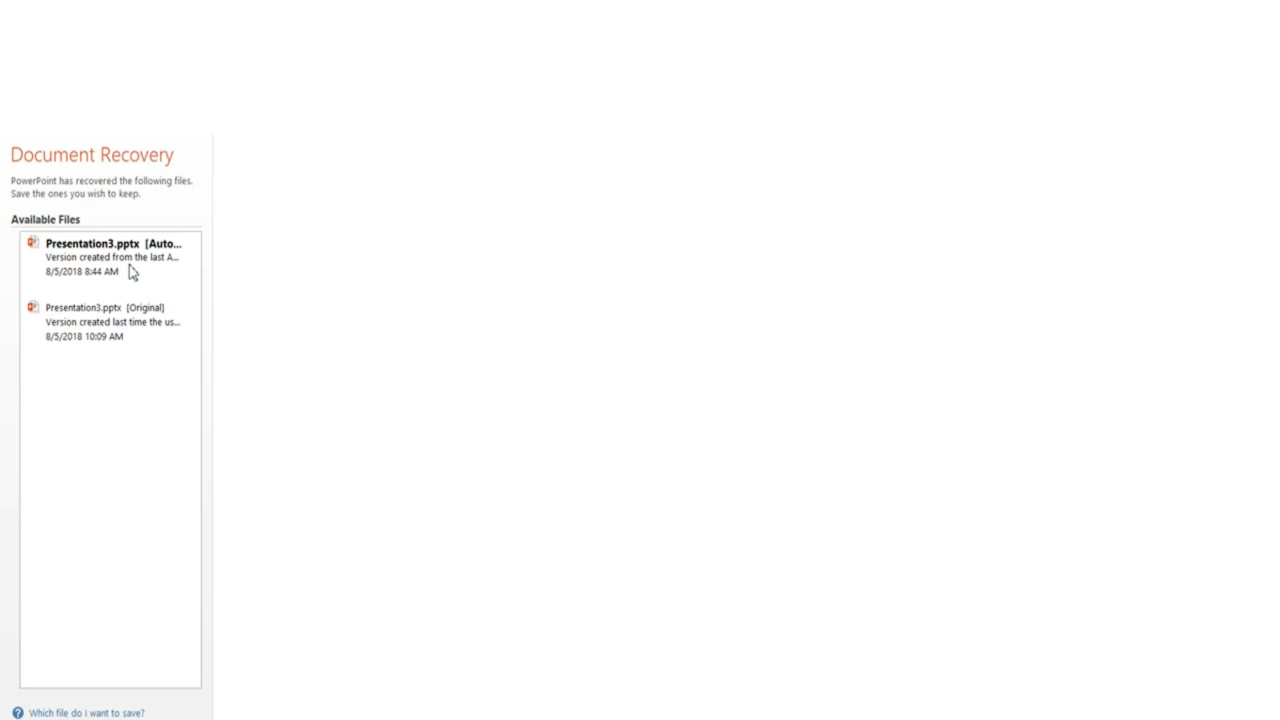 Document Recovery
PowerPoint has recovered the following files.
Save the ones you wish to keep.
Available Files
Presentation3.pptx [Auto...
Version created from the last A...
8/5/2018 8:44 AM
Presentation3.pptx [Original]
Version created last time the us...
8/5/2018 10:09 AM
Which file do I want to save?